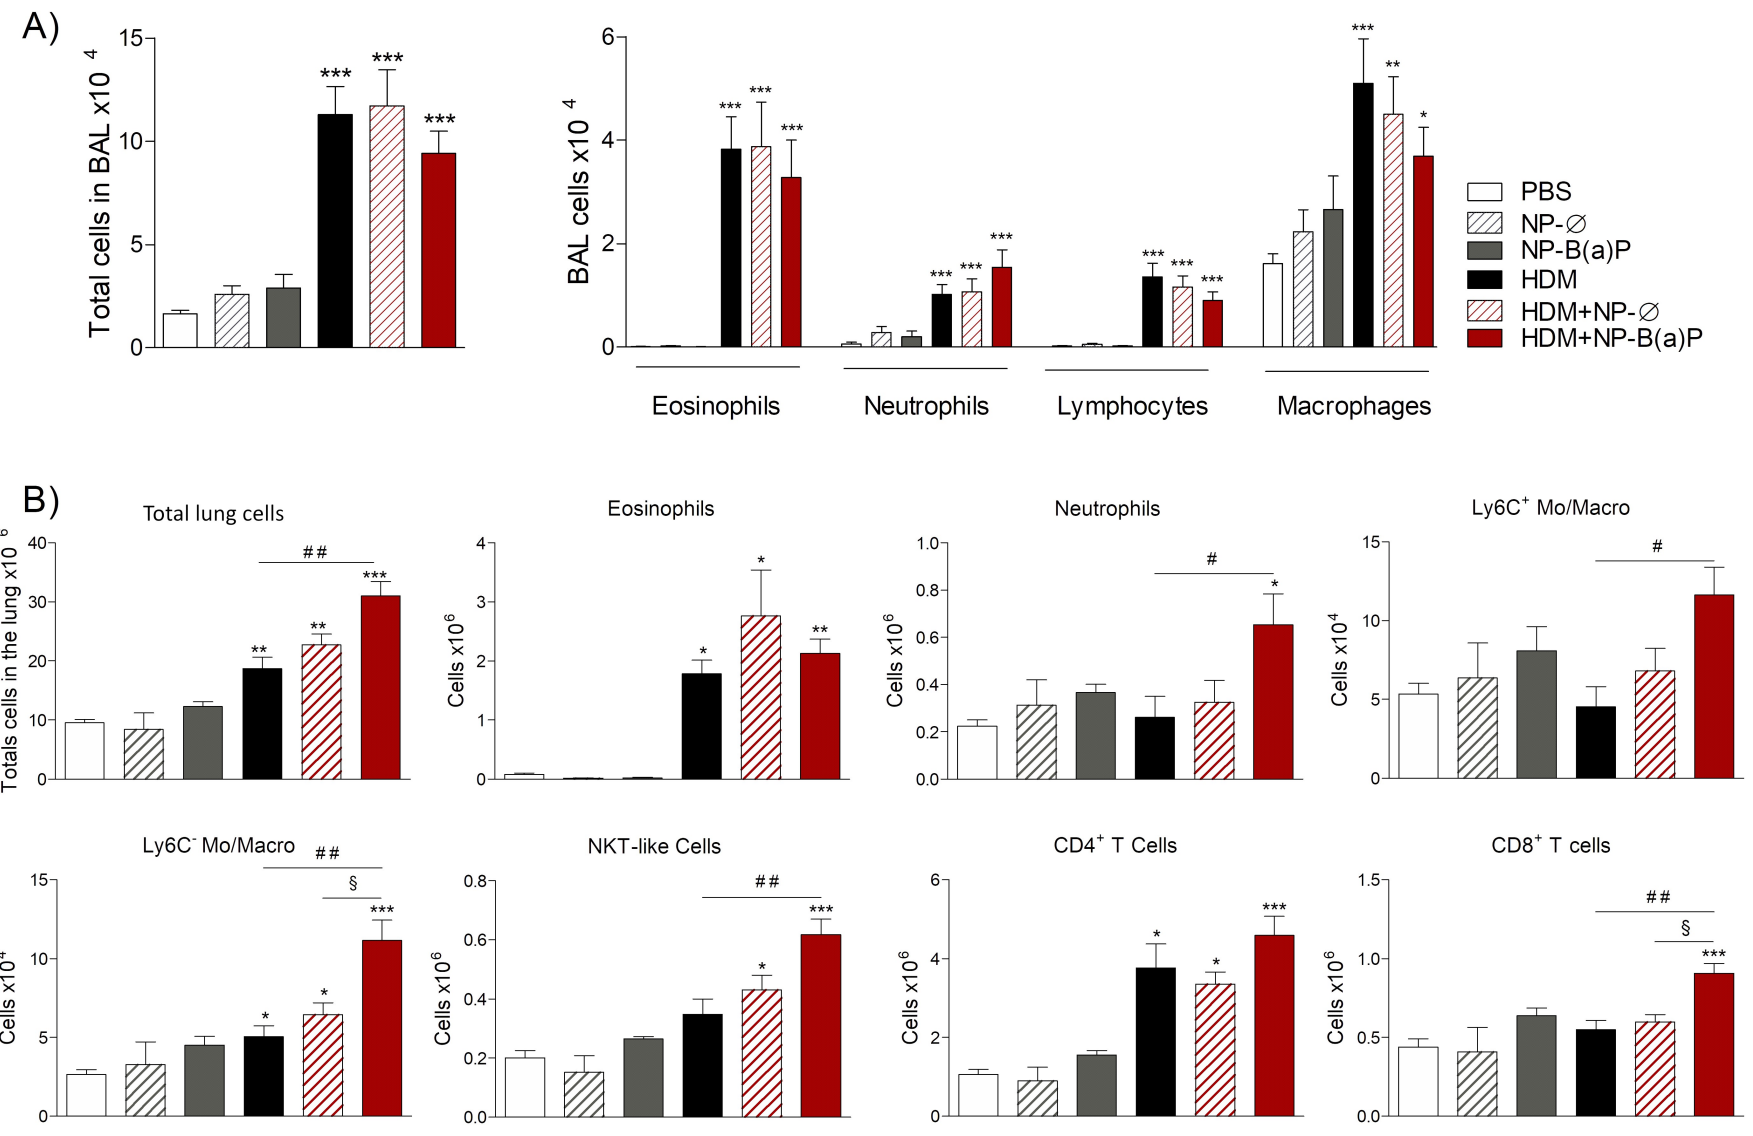 A)
Total cells in BAL x10 4
15
10
5
0
***
***
***
BAL cells x10 4
6
4
2
0
***
***
***
***
***
***
***
***
***
***
**
*
Eosinophils
Neutrophils
Lymphocytes
Macrophages
PBS
NP-∅
NP-B(a)P
HDM
HDM+NP-∅
HDM+NP-B(a)P
B)
Total lung cells
Totals cells in the lung x10 6
40
30
20
10
0
**
**
***
##
Eosinophils
Cells x10⁶
4
3
2
1
0
*
*
**
Neutrophils
Cells x10⁶
1.0
0.8
0.6
0.4
0.2
0.0
#
*
Ly6C⁺ Mo/Macro
Cells x10⁴
15
10
5
0
#
Ly6C⁻ Mo/Macro
Cells x10⁴
15
10
5
0
##
§
*
*
***
NKT-like Cells
Cells x10⁶
0.8
0.6
0.4
0.2
0.0
##
*
***
CD4⁺ T Cells
Cells x10⁶
6
4
2
0
*
*
***
CD8⁺ T cells
Cells x10⁶
1.5
1.0
0.5
0.0
##
§
***